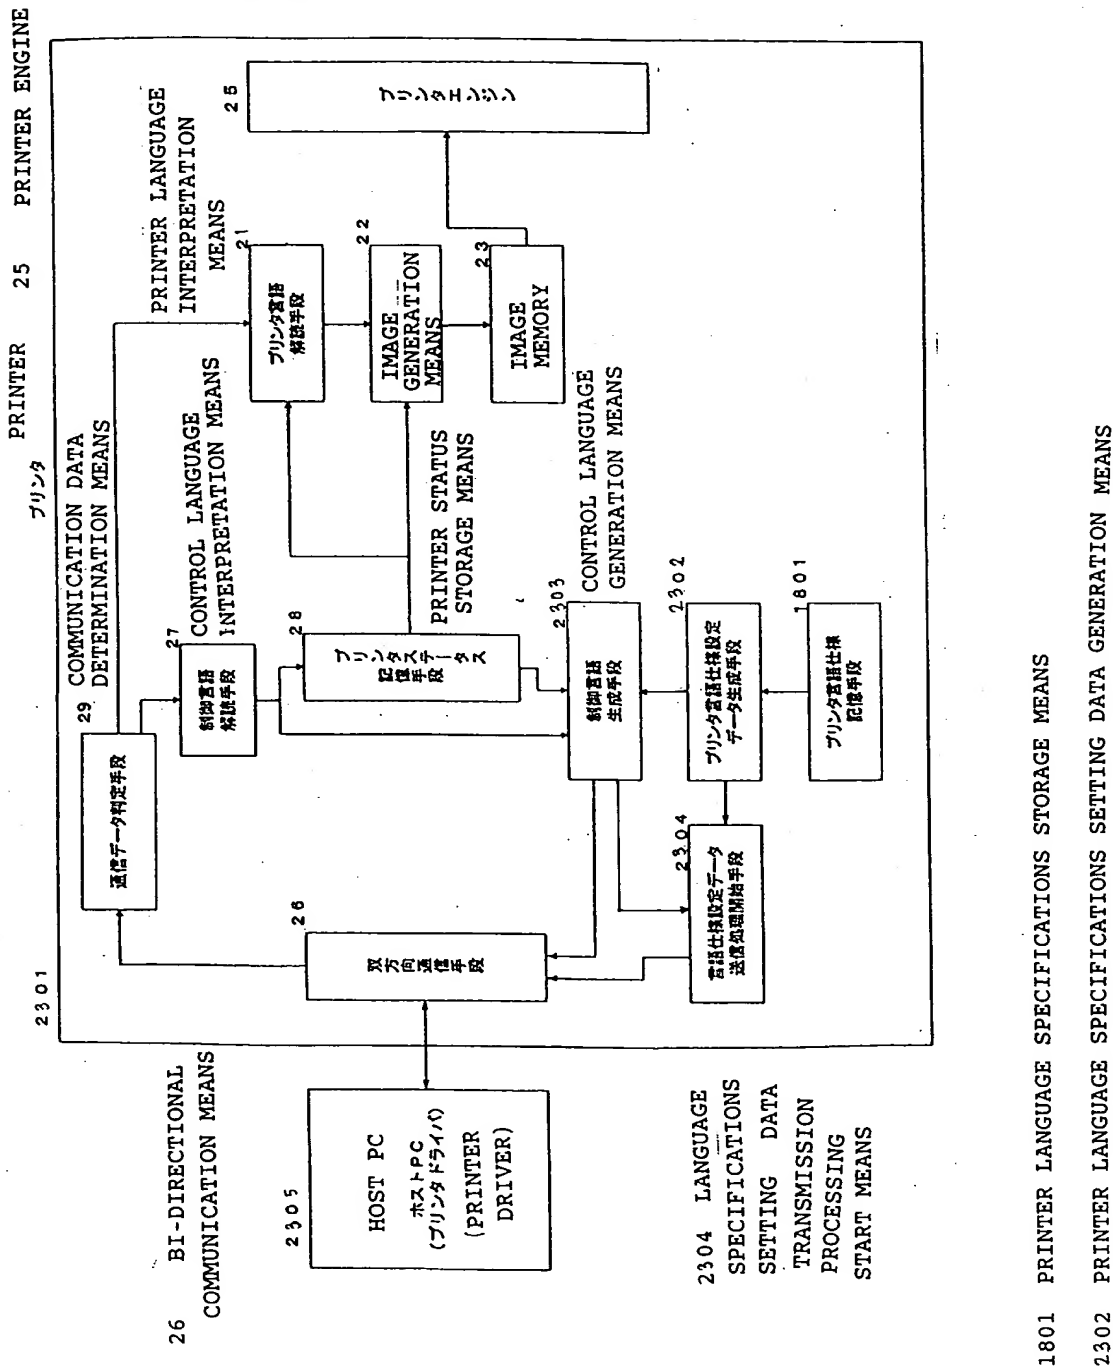 PRINTER
25 PRINTER ENGINE
プリンタ
2301
29
COMMUNICATION DATA
DETERMINATION MEANS
通信データ判定手段
PRINTER LANGUAGE
INTERPRETATION
MEANS
21
プリンタ言語
解読手段
25
プリンタエンジン
27
CONTROL LANGUAGE
INTERPRETATION MEANS
制御言語
解読手段
22
IMAGE
GENERATION
MEANS
23
IMAGE
MEMORY
28
プリンタステータス
記憶手段
PRINTER STATUS
STORAGE MEANS
26
双方向通信手段
2303
CONTROL LANGUAGE
GENERATION MEANS
制御言語
生成手段
2302
プリンタ言語仕様設定
データ生成手段
1801
プリンタ言語仕様
記憶手段
2304
言語仕様設定データ
送信処理開始手段
26 BI-DIRECTIONAL
COMMUNICATION MEANS
2305
HOST PC
ホストPC
(プリンタドライバ)
(PRINTER
DRIVER)
2304 LANGUAGE
SPECIFICATIONS
SETTING DATA
TRANSMISSION
PROCESSING
START MEANS
1801 PRINTER LANGUAGE SPECIFICATIONS STORAGE MEANS
2302 PRINTER LANGUAGE SPECIFICATIONS SETTING DATA GENERATION MEANS